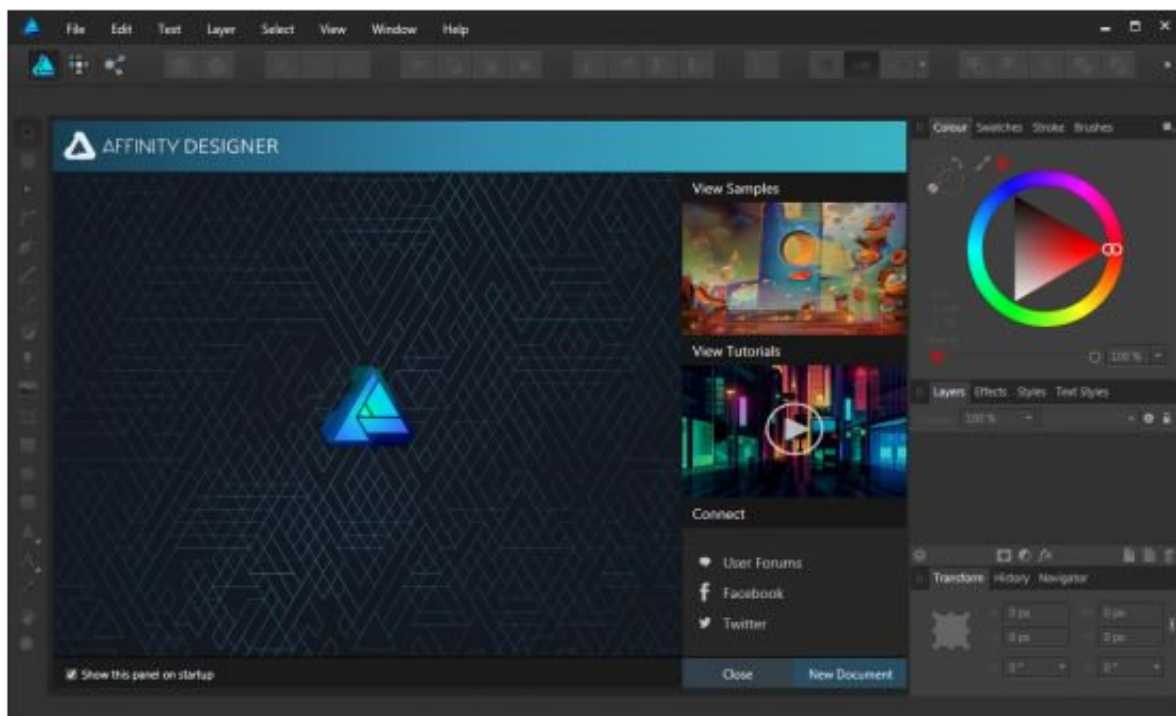 File Edit Text Layer Select View Window Help
AFFINITY DESIGNER
View Samples
View Tutorials
Connect
User Forums
Facebook
Twitter
Show this panel on startup
Close New Document
Colour Swatches Stroke Brushes
100 %
Layers Effects Styles Text Styles
100 %
fx
Transform History Navigator
0 px 0 px
0 px 0 px
0 ° 0 °